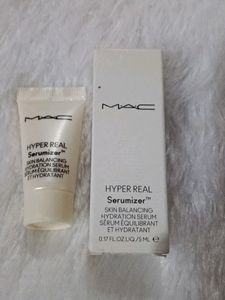 MAC
HYPER REAL
Serumizer™
SKIN BALANCING
HYDRATION SERUM
SÉRUM ÉQUILIBRANT
ET HYDRATANT
MAC
HYPER REAL
Serumizer™
SKIN BALANCING
HYDRATION SERUM
SÉRUM ÉQUILIBRANT
ET HYDRATANT
0.17 FL.OZ.LIQ./5 ML